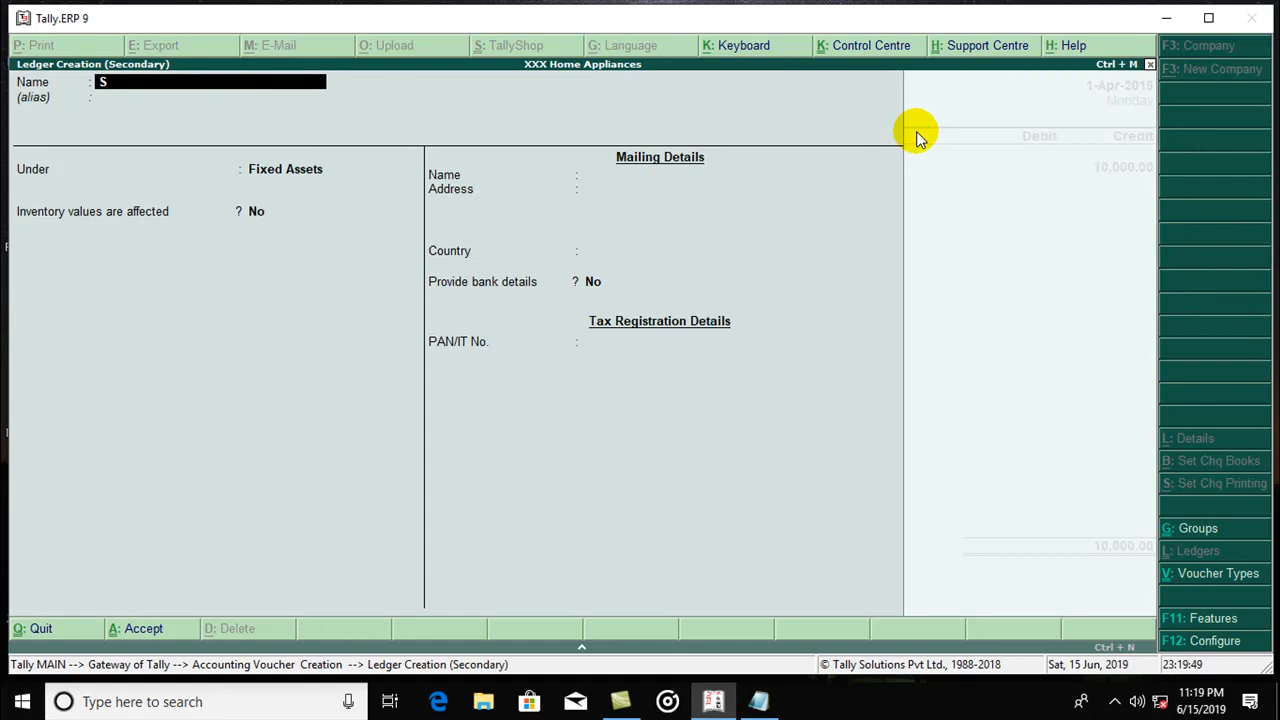 Tally.ERP 9
P: Print
E: Export
M: E-Mail
O: Upload
S: TallyShop
G: Language
K: Keyboard
K: Control Centre
H: Support Centre
H: Help
F3: Company
Ledger Creation (Secondary)
XXX Home Appliances
Ctrl + M
F3: New Company
Name : S
(alias) :
1-Apr-2019
Monday
Debit
Credit
Mailing Details
Under : Fixed Assets
10,000.00
Name :
Address :
Inventory values are affected ? No
Country :
Provide bank details ? No
Tax Registration Details
PAN/IT No. :
L: Details
B: Set Chq Books
S: Set Chq Printing
G: Groups
10,000.00
L: Ledgers
V: Voucher Types
F11: Features
Q: Quit
A: Accept
D: Delete
F12: Configure
Ctrl + N
Tally MAIN --> Gateway of Tally --> Accounting Voucher Creation --> Ledger Creation (Secondary)
© Tally Solutions Pvt Ltd., 1988-2018
Sat, 15 Jun, 2019
23:19:49
Type here to search
11:19 PM
6/15/2019